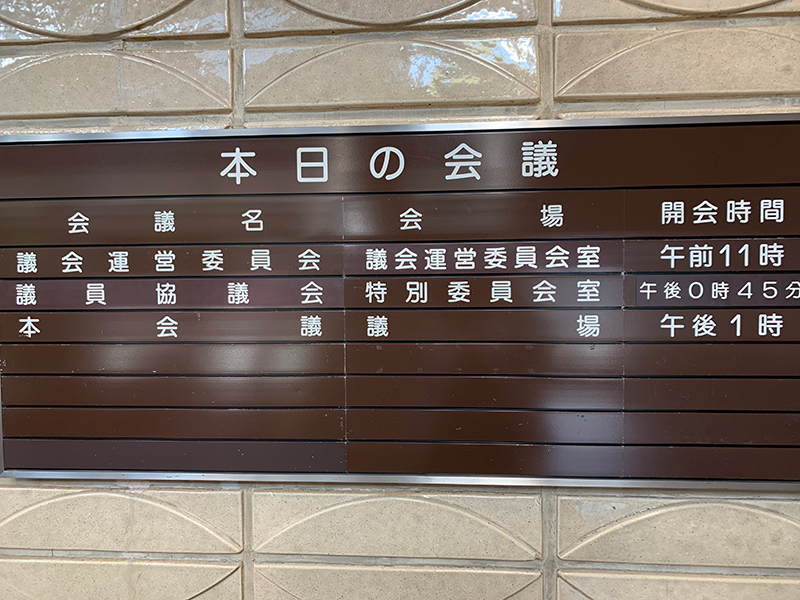 本日の会議
会議名 会場 開会時間
議会運営委員会 議会運営委員会室 午前11時
議員協議会 特別委員会室 午後0時45分
本会議 議場 午後1時